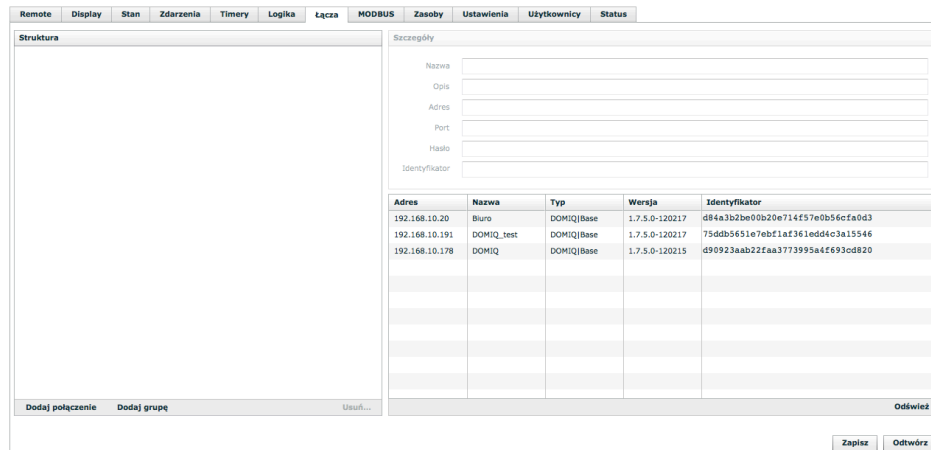 Remote Display Stan Zdarzenia Timery Logika Łącza MODBUS Zasoby Ustawienia Użytkownicy Status
Struktura
Szczegóły
Nazwa
Opis
Adres
Port
Hasło
Identyfikator
Adres Nazwa Typ Wersja Identyfikator
192.168.10.20 Biuro DOMIQ|Base 1.7.5.0-120217 d84a3b2be00b20e714f57e0b56cfa0d3
192.168.10.191 DOMIQ_test DOMIQ|Base 1.7.5.0-120217 75ddb5651e7ebf1af361edd4c3a15546
192.168.10.178 DOMIQ DOMIQ|Base 1.7.5.0-120215 d90923aab22faa3773995a4f693cd820
Dodaj połączenie Dodaj grupę Usuń... Odśwież
Zapisz Odtwórz